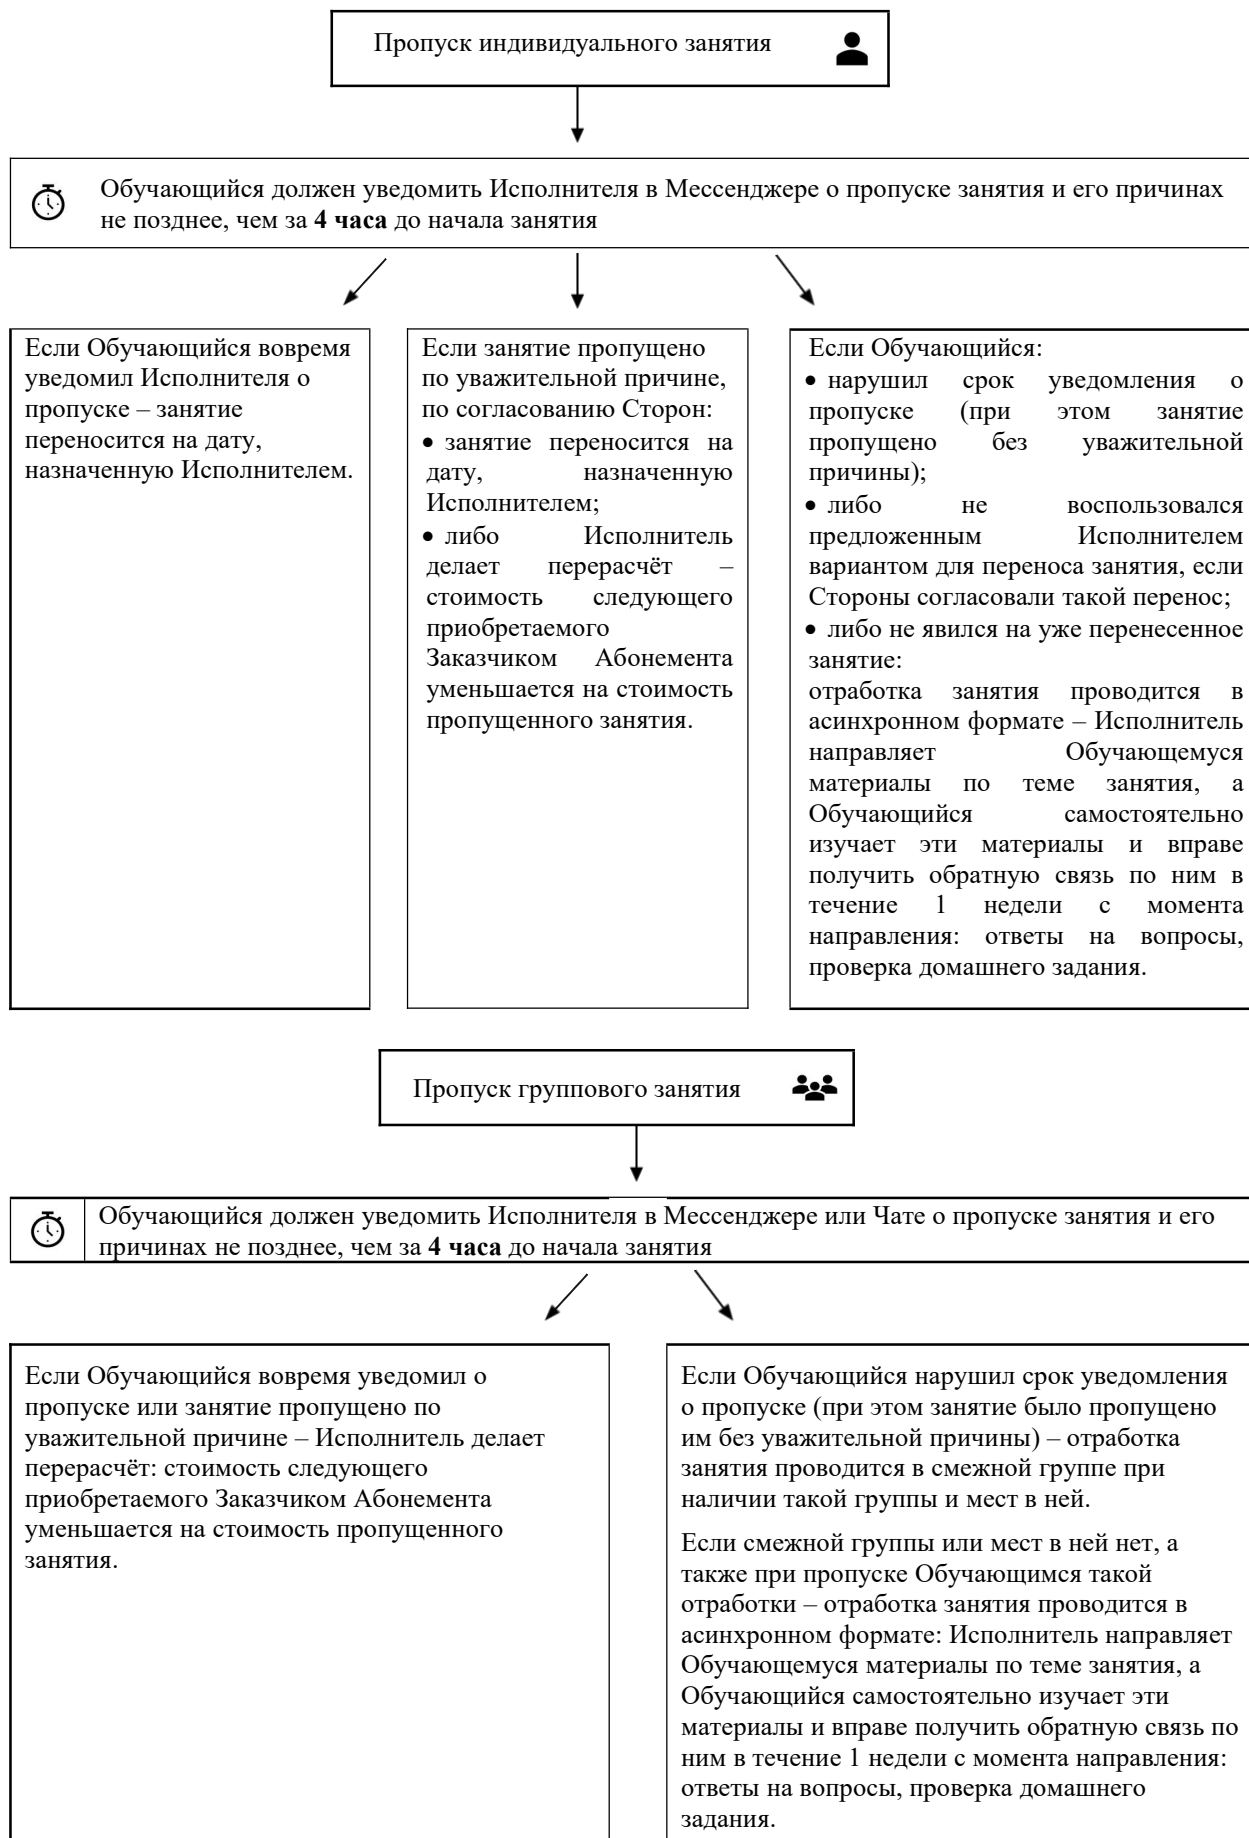 Пропуск индивидуального занятия
Обучающийся должен уведомить Исполнителя в Мессенджере о пропуске занятия и его причинах
не позднее, чем за 4 часа до начала занятия
Если Обучающийся вовремя
уведомил Исполнителя о
пропуске – занятие
переносится на дату,
назначенную Исполнителем.
Если занятие пропущено
по уважительной причине,
по согласованию Сторон:
• занятие переносится на
дату, назначенную
Исполнителем;
• либо Исполнитель
делает перерасчёт –
стоимость следующего
приобретаемого
Заказчиком Абонемента
уменьшается на стоимость
пропущенного занятия.
Если Обучающийся:
• нарушил срок уведомления о
пропуске (при этом занятие
пропущено без уважительной
причины);
• либо не воспользовался
предложенным Исполнителем
вариантом для переноса занятия, если
Стороны согласовали такой перенос;
• либо не явился на уже перенесенное
занятие:
отработка занятия проводится в
асинхронном формате – Исполнитель
направляет Обучающемуся
материалы по теме занятия, а
Обучающийся самостоятельно
изучает эти материалы и вправе
получить обратную связь по ним в
течение 1 недели с момента
направления: ответы на вопросы,
проверка домашнего задания.
Пропуск группового занятия
Обучающийся должен уведомить Исполнителя в Мессенджере или Чате о пропуске занятия и его
причинах не позднее, чем за 4 часа до начала занятия
Если Обучающийся вовремя уведомил о
пропуске или занятие пропущено по
уважительной причине – Исполнитель делает
перерасчёт: стоимость следующего
приобретаемого Заказчиком Абонемента
уменьшается на стоимость пропущенного
занятия.
Если Обучающийся нарушил срок уведомления
о пропуске (при этом занятие было пропущено
им без уважительной причины) – отработка
занятия проводится в смежной группе при
наличии такой группы и мест в ней.
Если смежной группы или мест в ней нет, а
также при пропуске Обучающимся такой
отработки – отработка занятия проводится в
асинхронном формате: Исполнитель направляет
Обучающемуся материалы по теме занятия, а
Обучающийся самостоятельно изучает эти
материалы и вправе получить обратную связь по
ним в течение 1 недели с момента направления:
ответы на вопросы, проверка домашнего
задания.